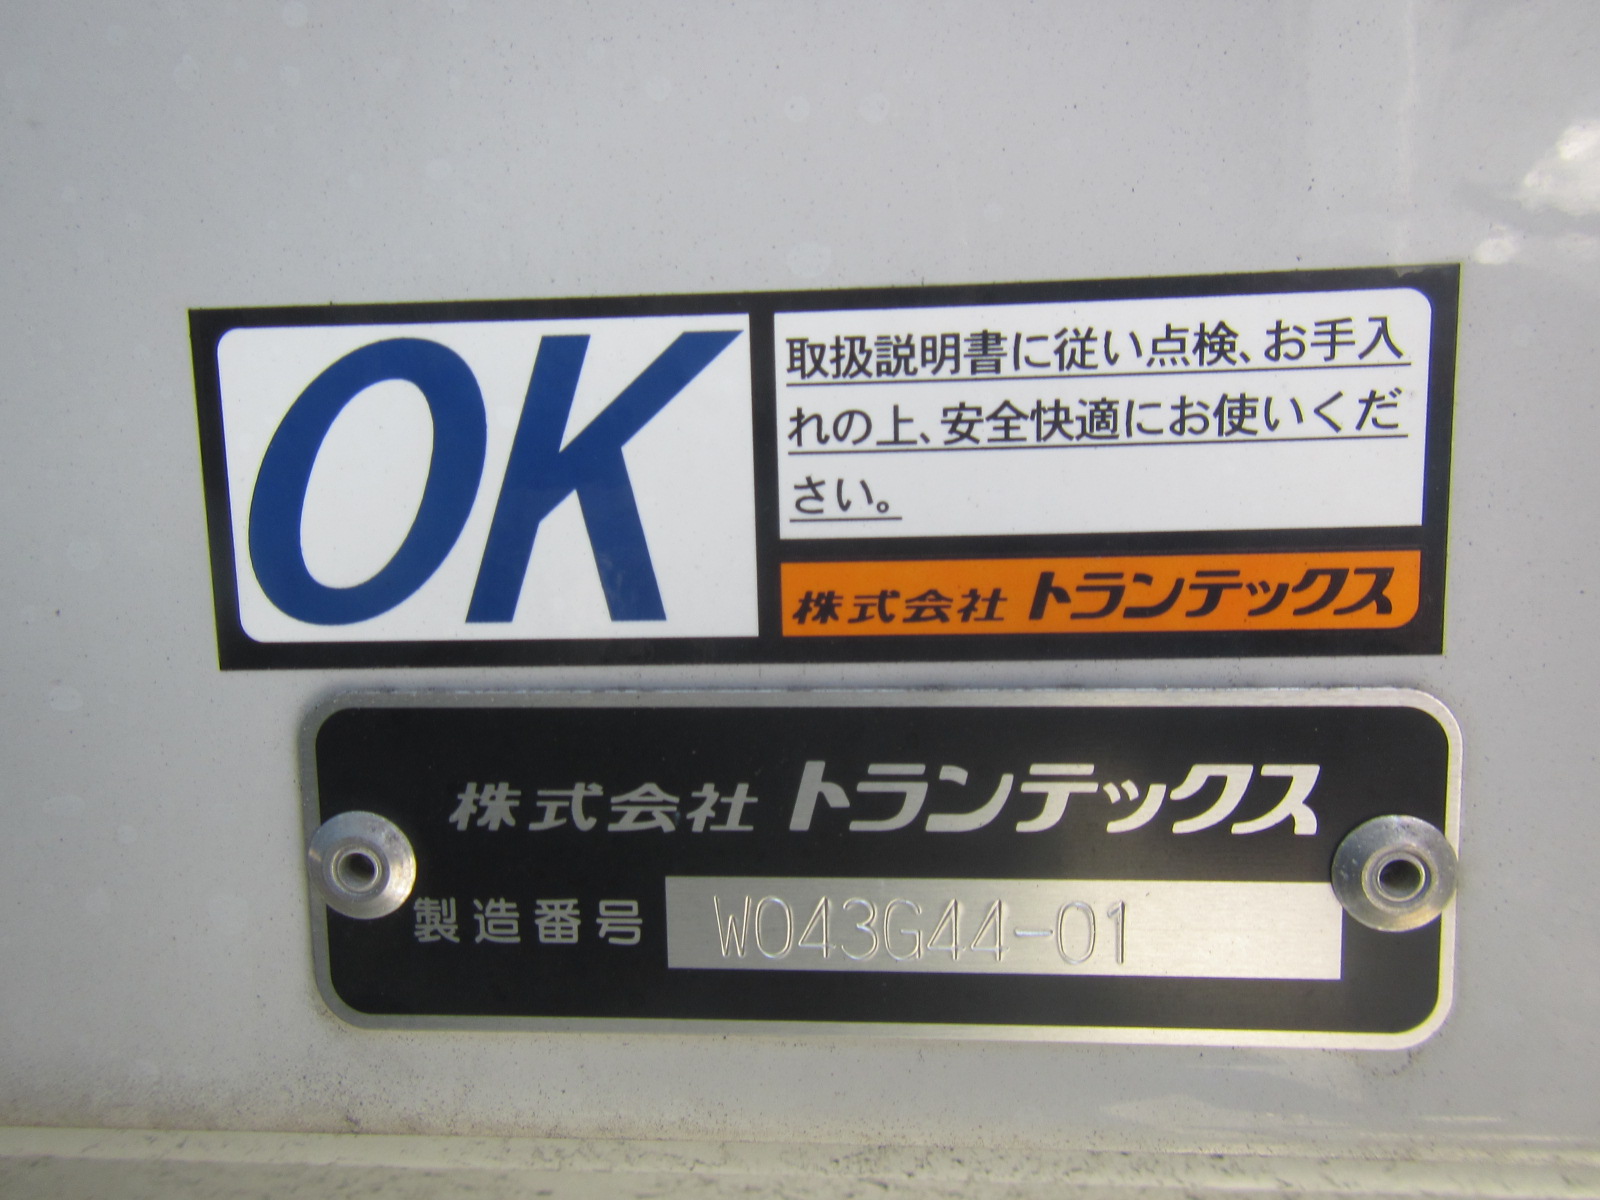 OK
取扱説明書に従い点検、お手入
れの上、安全快適にお使いくだ
さい。
株式会社 トランテックス
株式会社 トランテックス
製造番号 W043G44-01